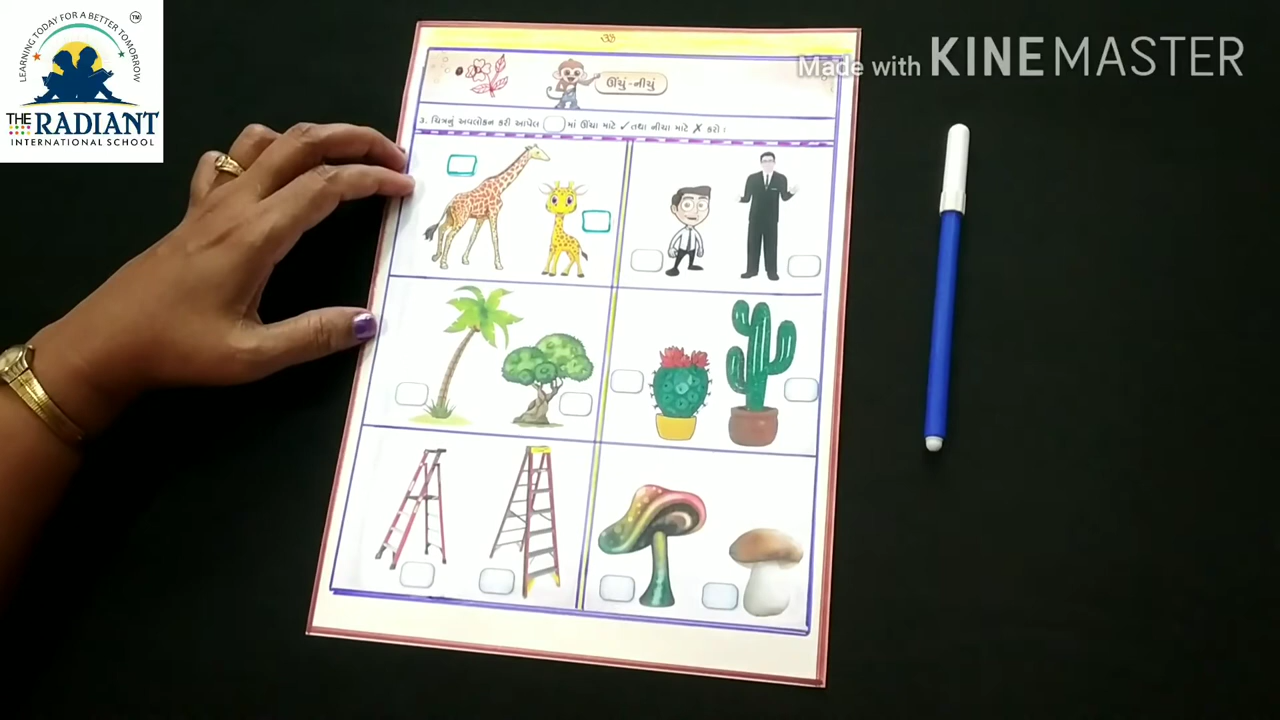 LEARNING TODAY FOR A BETTER TOMORROW
TM
THE RADIANT
INTERNATIONAL SCHOOL
Made with KINEMASTER
ૐ
ઊંચું-નીચું
૩. ચિત્રનું અવલોકન કરી આપેલ માં ઊંચા માટે ✓ તથા નીચા માટે ✗ કરો :